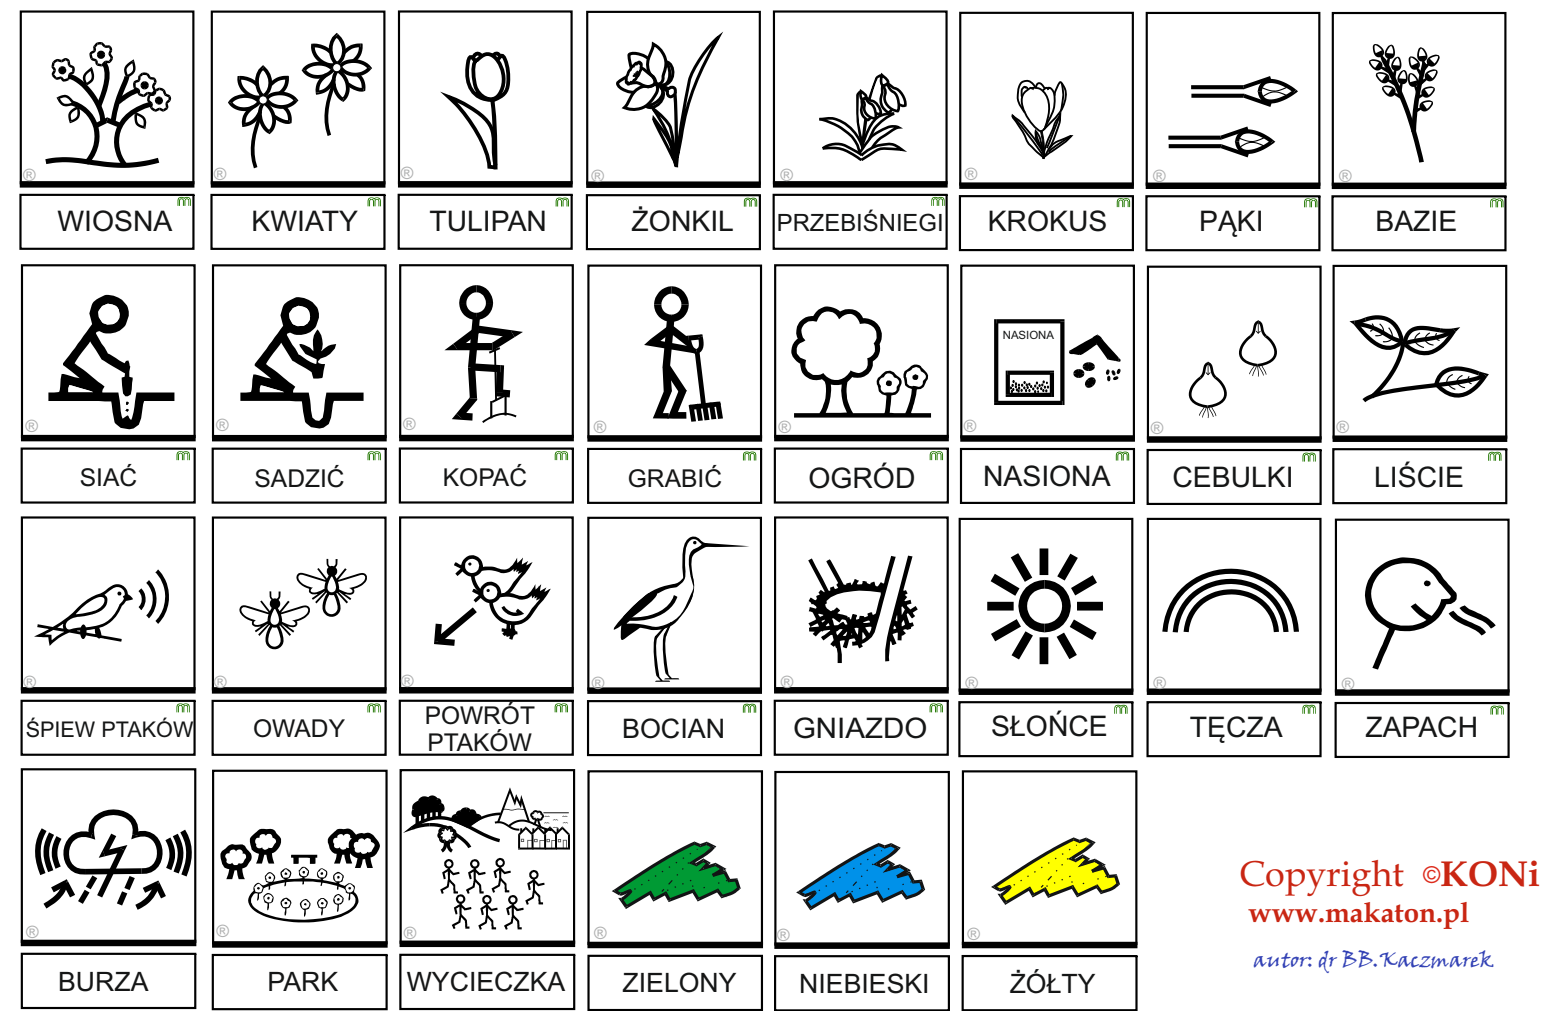 WIOSNA KWIATY TULIPAN ŻONKIL PRZEBIŚNIEGI KROKUS PĄKI BAZIE
NASIONA
SIAĆ SADZIĆ KOPAĆ GRABIĆ OGRÓD NASIONA CEBULKI LIŚCIE
ŚPIEW PTAKÓW OWADY POWRÓT PTAKÓW BOCIAN GNIAZDO SŁOŃCE TĘCZA ZAPACH
BURZA PARK WYCIECZKA ZIELONY NIEBIESKI ŻÓŁTY
Copyright ©KONi
www.makaton.pl
autor: dr BB.Kaczmarek